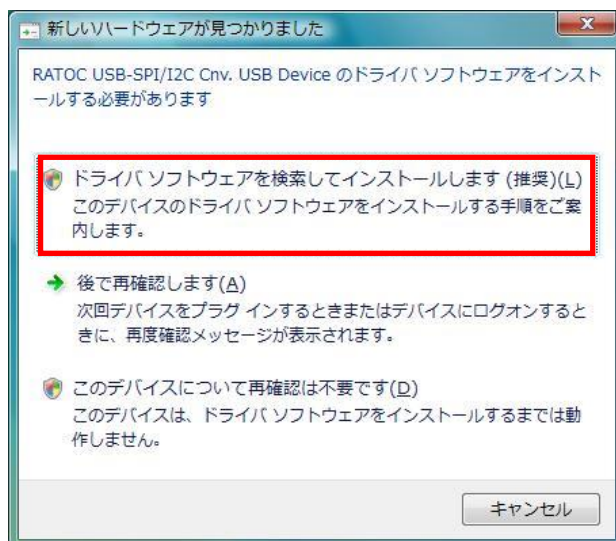 新しいハードウェアが見つかりました
RATOC USB-SPI/I2C Cnv. USB Device のドライバ ソフトウェアをインスト
ールする必要があります
ドライバ ソフトウェアを検索してインストールします (推奨)(L)
このデバイスのドライバ ソフトウェアをインストールする手順をご案
内します。
後で再確認します(A)
次回デバイスをプラグ インするときまたはデバイスにログオンすると
きに、再度確認メッセージが表示されます。
このデバイスについて再確認は不要です(D)
このデバイスは、ドライバ ソフトウェアをインストールするまでは動
作しません。
キャンセル